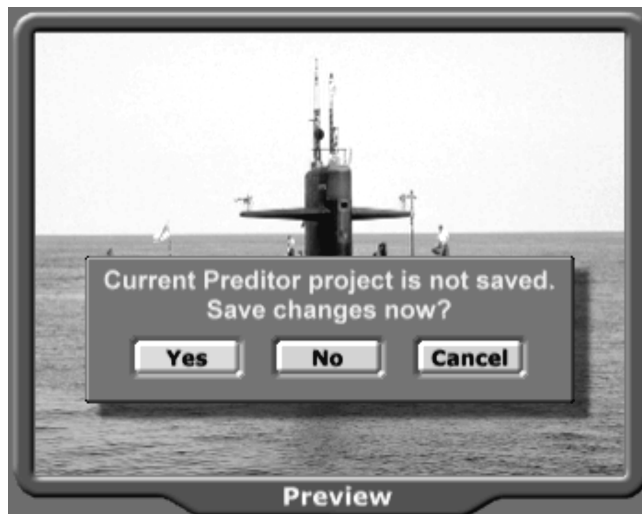 Current Preditor project is not saved.
Save changes now?
Yes No Cancel
Preview